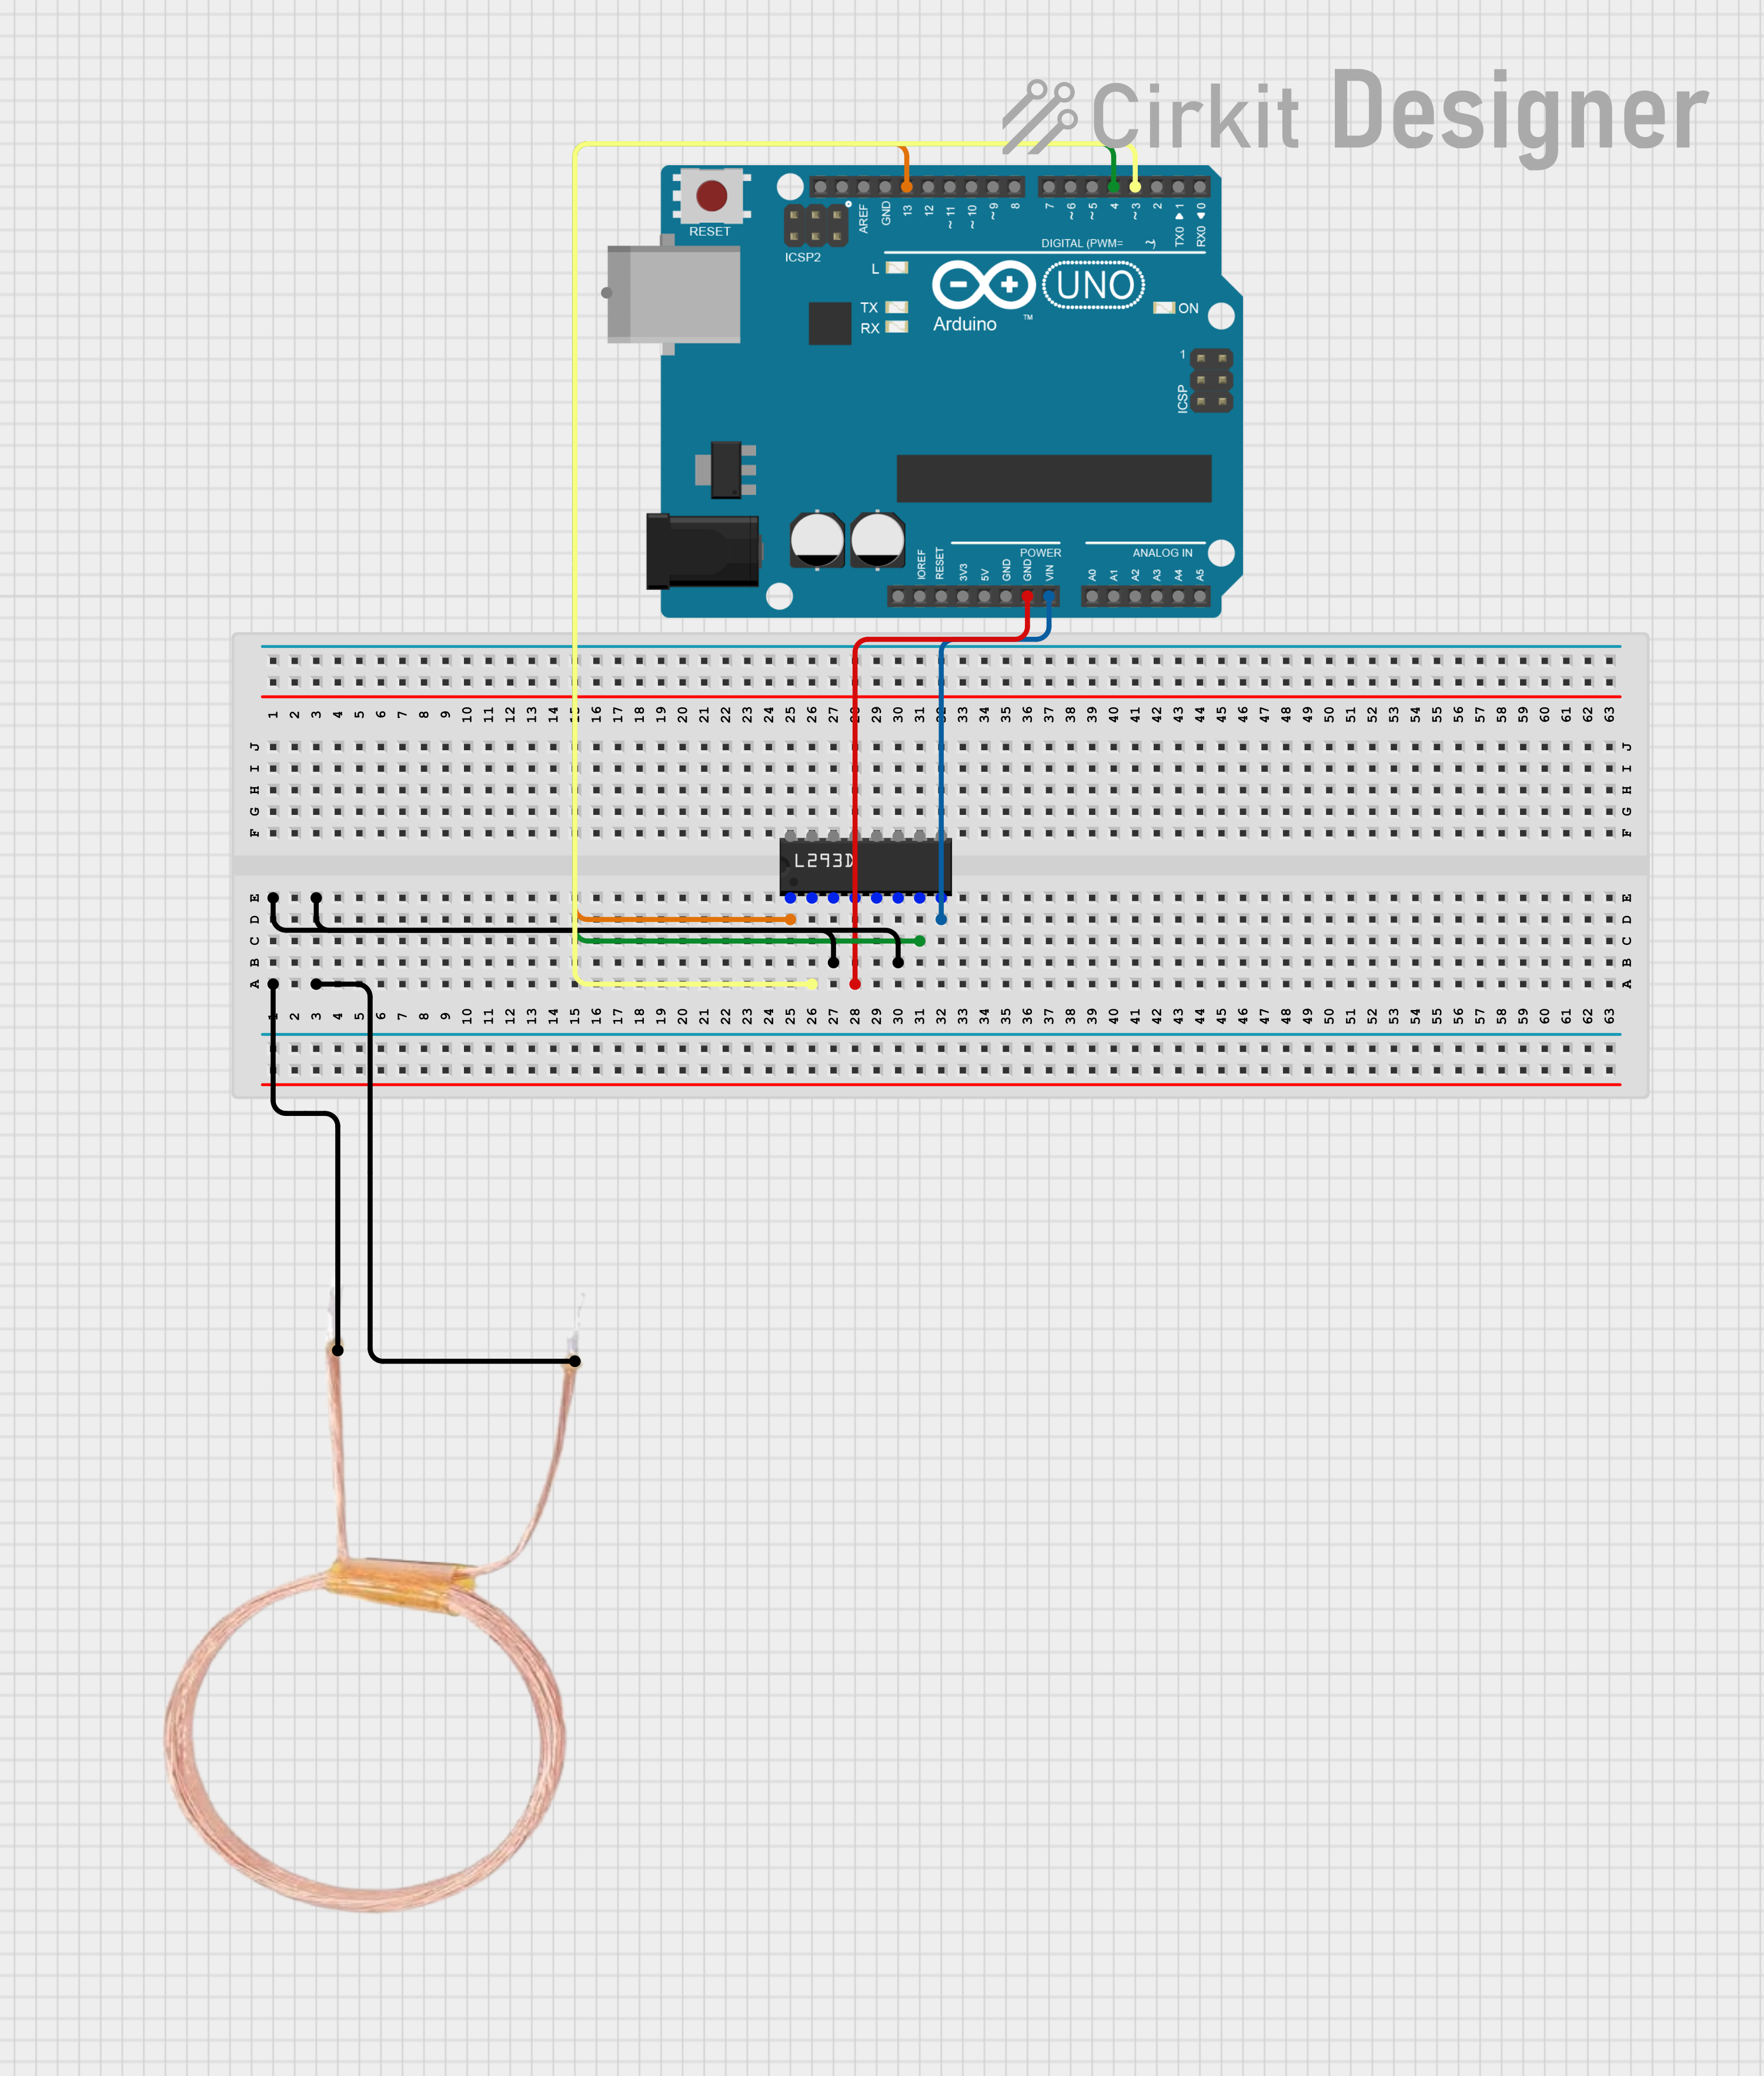 Cirkit Designer
RESET
ICSP2
AREF
GND
13
12
~11
~10
~9
8
7
~6
~5
4
~3
2
TX0 ▶ 1
RX0 ◀ 0
DIGITAL (PWM= ~)
L
TX
RX
UNO
Arduino
™
ON
1
ICSP
IOREF
RESET
3V3
5V
GND
GND
VIN
POWER
ANALOG IN
A0
A1
A2
A3
A4
A5
1 2 3 4 5 6 7 8 9 10 11 12 13 14 15 16 17 18 19 20 21 22 23 24 25 26 27 28 29 30 31 32 33 34 35 36 37 38 39 40 41 42 43 44 45 46 47 48 49 50 51 52 53 54 55 56 57 58 59 60 61 62 63
J J
I I
H H
G G
F F
L293D
E E
D D
C C
B B
A A
1 2 3 4 5 6 7 8 9 10 11 12 13 14 15 16 17 18 19 20 21 22 23 24 25 26 27 28 29 30 31 32 33 34 35 36 37 38 39 40 41 42 43 44 45 46 47 48 49 50 51 52 53 54 55 56 57 58 59 60 61 62 63